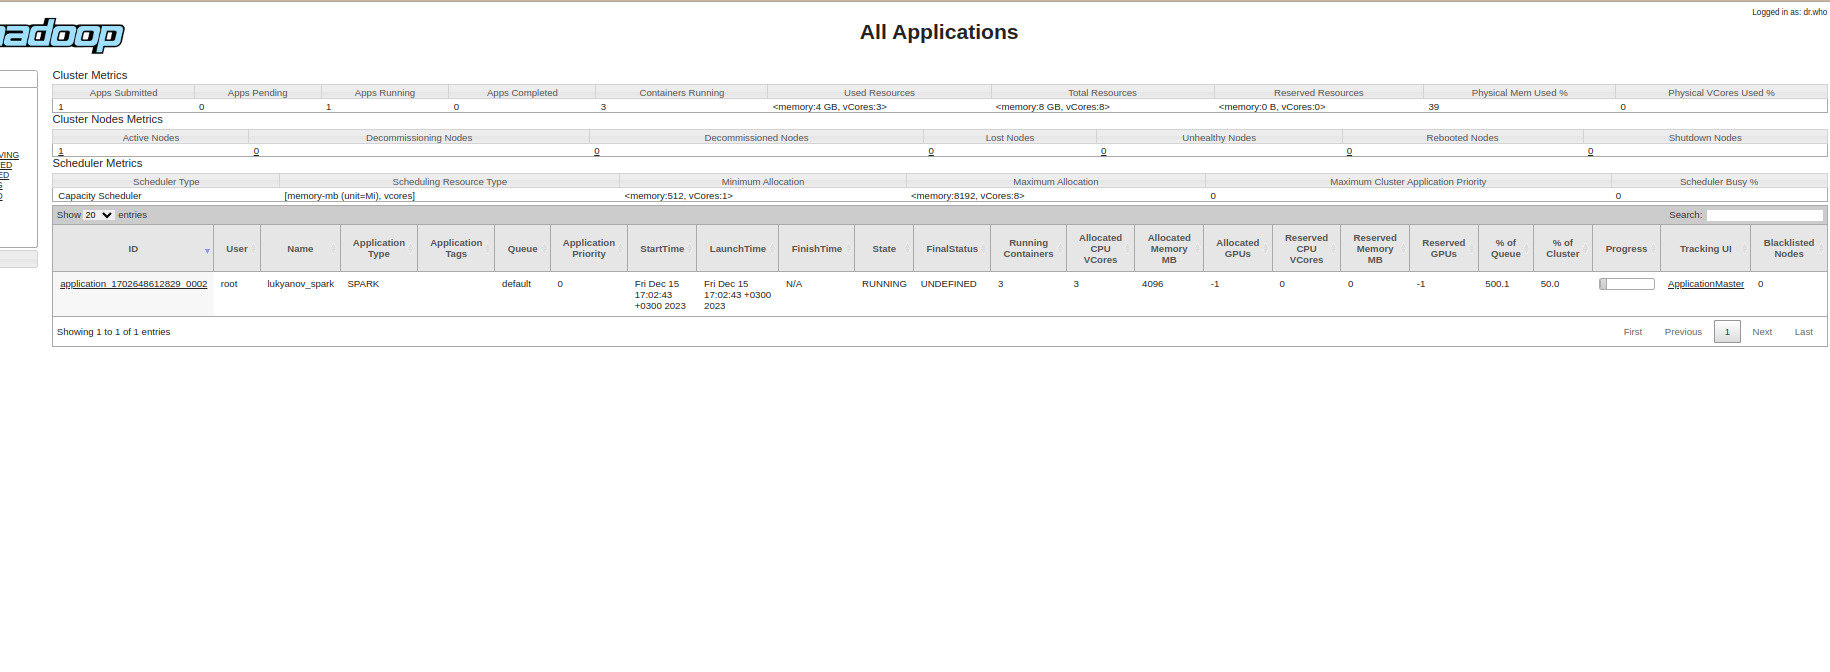 Logged in as: dr.who
adoop
All Applications
Cluster Metrics
Apps Submitted Apps Pending Apps Running Apps Completed Containers Running Used Resources Total Resources Reserved Resources Physical Mem Used % Physical VCores Used %
1 0 1 0 3 <memory:4 GB, vCores:3> <memory:8 GB, vCores:8> <memory:0 B, vCores:0> 39 0
Cluster Nodes Metrics
Active Nodes Decommissioning Nodes Decommissioned Nodes Lost Nodes Unhealthy Nodes Rebooted Nodes Shutdown Nodes
1 0 0 0 0 0 0
VING
ED
ED
D
Scheduler Metrics
Scheduler Type Scheduling Resource Type Minimum Allocation Maximum Allocation Maximum Cluster Application Priority Scheduler Busy %
Capacity Scheduler [memory-mb (unit=Mi), vcores] <memory:512, vCores:1> <memory:8192, vCores:8> 0 0
Show 20 entries Search:
ID User Name Application Type Application Tags Queue Application Priority StartTime LaunchTime FinishTime State FinalStatus Running Containers Allocated CPU VCores Allocated Memory MB Allocated GPUs Reserved CPU VCores Reserved Memory MB Reserved GPUs % of Queue % of Cluster Progress Tracking UI Blacklisted Nodes
application_1702648612829_0002 root lukyanov_spark SPARK default 0 Fri Dec 15 17:02:43 +0300 2023 Fri Dec 15 17:02:43 +0300 2023 N/A RUNNING UNDEFINED 3 3 4096 -1 0 0 -1 500.1 50.0 ApplicationMaster 0
Showing 1 to 1 of 1 entries First Previous 1 Next Last